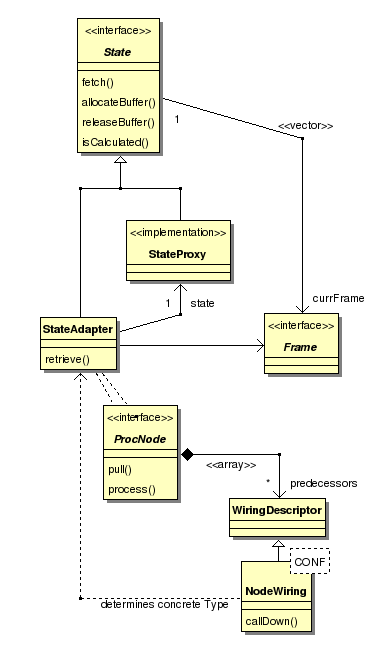 <<interface>>
State
fetch()
allocateBuffer()
releaseBuffer()
isCalculated()
1
<<vector>>
<<implementation>>
StateProxy
1
state
currFrame
StateAdapter
retrieve()
<<interface>>
Frame
<<interface>>
ProcNode
pull()
process()
<<array>>
*
predecessors
WiringDescriptor
CONF
NodeWiring
callDown()
determines concrete Type